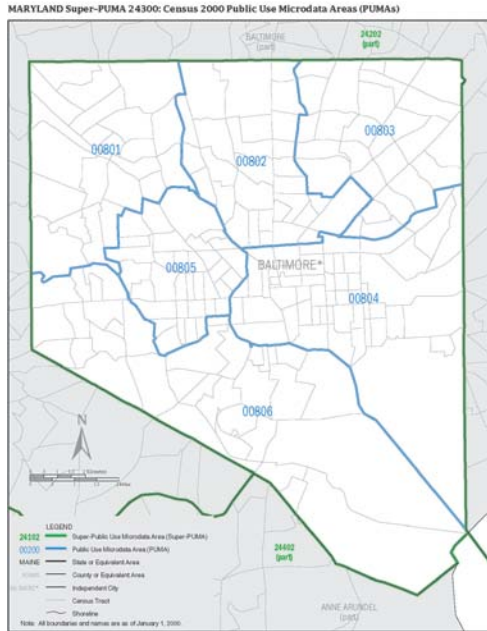 MARYLAND Super-PUMA 24300: Census 2000 Public Use Microdata Areas (PUMAs)
BALTIMORE
(part)
24202
(part)
00801
00802
00803
00805
BALTIMORE*
00804
00806
N
LEGEND
24102 Super-Public Use Microdata Area (Super-PUMA)
00200 Public Use Microdata Area (PUMA)
MAINE State or Equivalent Area
County or Equivalent Area
Independent City
Census Tract
Shoreline
Note: All boundaries and names are as of January 1, 2000.
24402
(part)
ANNE ARUNDEL
(part)